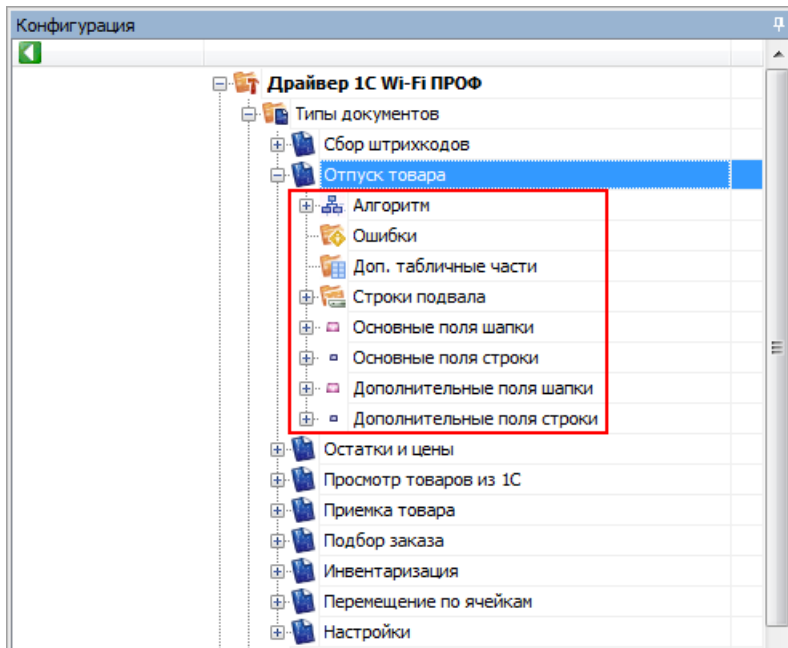 Конфигурация
Драйвер 1С Wi-Fi ПРОФ
Типы документов
Сбор штрихкодов
Отпуск товара
Алгоритм
Ошибки
Доп. табличные части
Строки подвала
Основные поля шапки
Основные поля строки
Дополнительные поля шапки
Дополнительные поля строки
Остатки и цены
Просмотр товаров из 1С
Приемка товара
Подбор заказа
Инвентаризация
Перемещение по ячейкам
Настройки